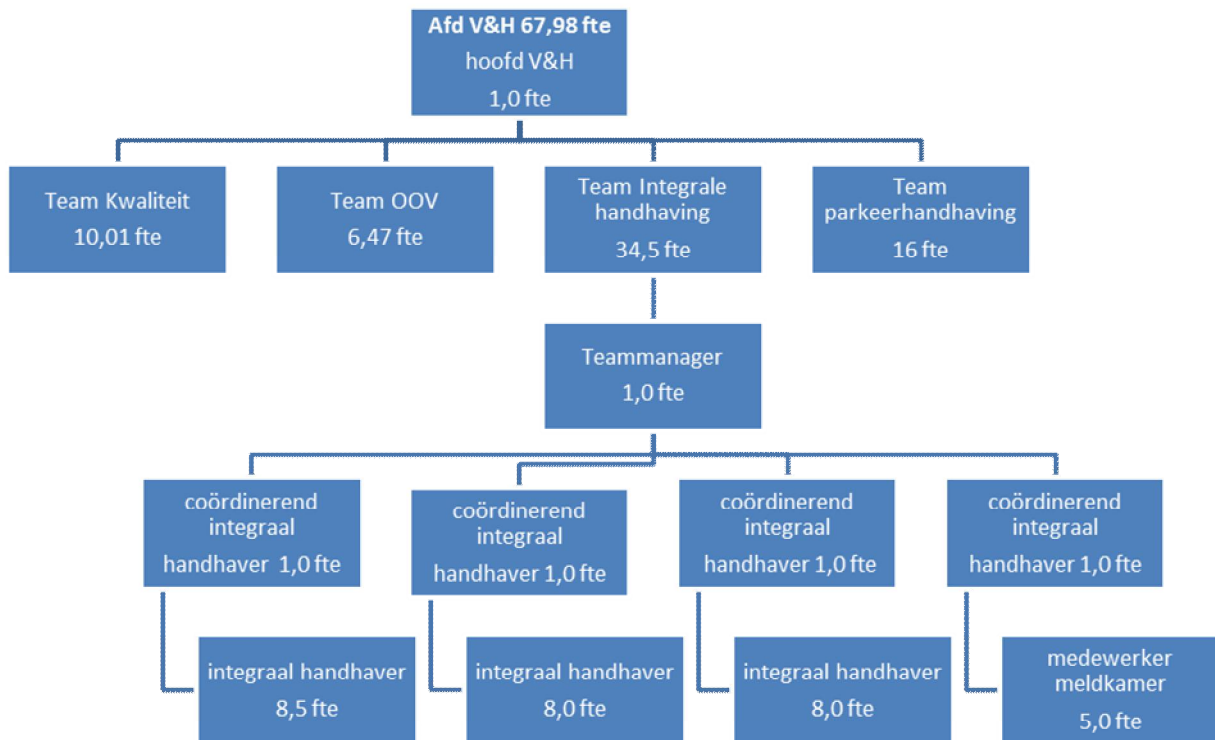 Afd V&H 67,98 fte
hoofd V&H
1,0 fte
Team Kwaliteit
10,01 fte
Team OOV
6,47 fte
Team Integrale
handhaving
34,5 fte
Team
parkeerhandhaving
16 fte
Teammanager
1,0 fte
coördinerend
integraal
handhaver 1,0 fte
coördinerend
integraal
handhaver 1,0 fte
coördinerend
integraal
handhaver 1,0 fte
coördinerend
integraal
handhaver 1,0 fte
integraal handhaver
8,5 fte
integraal handhaver
8,0 fte
integraal handhaver
8,0 fte
medewerker
meldkamer
5,0 fte